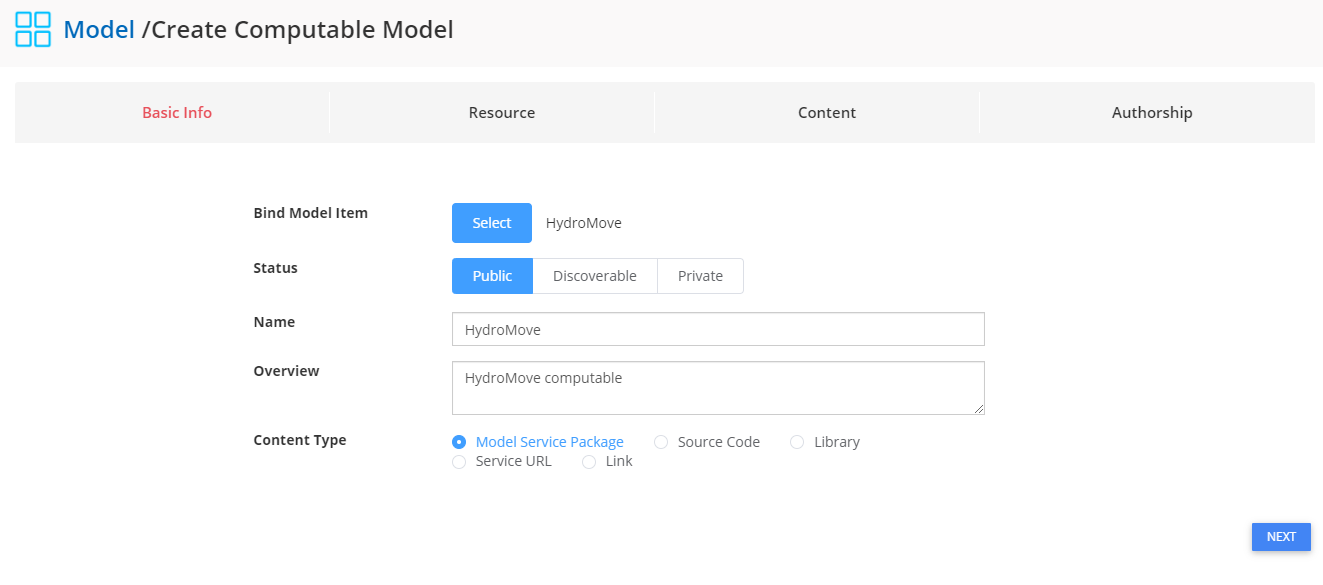 Model /Create Computable Model
Basic Info Resource Content Authorship
Bind Model Item Select HydroMove
Status Public Discoverable Private
Name HydroMove
Overview HydroMove computable
Content Type Model Service Package Source Code Library
Service URL Link
NEXT